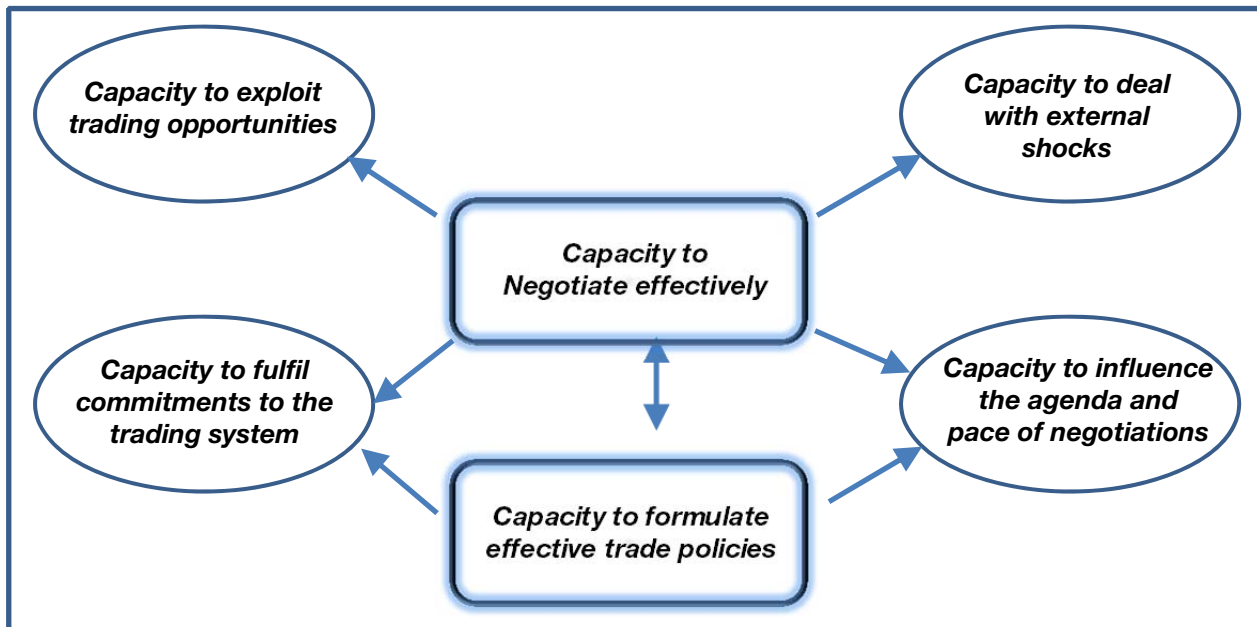 Capacity to exploit
trading opportunities
Capacity to deal
with external
shocks
Capacity to
Negotiate effectively
Capacity to fulfil
commitments to the
trading system
Capacity to influence
the agenda and
pace of negotiations
Capacity to formulate
effective trade policies